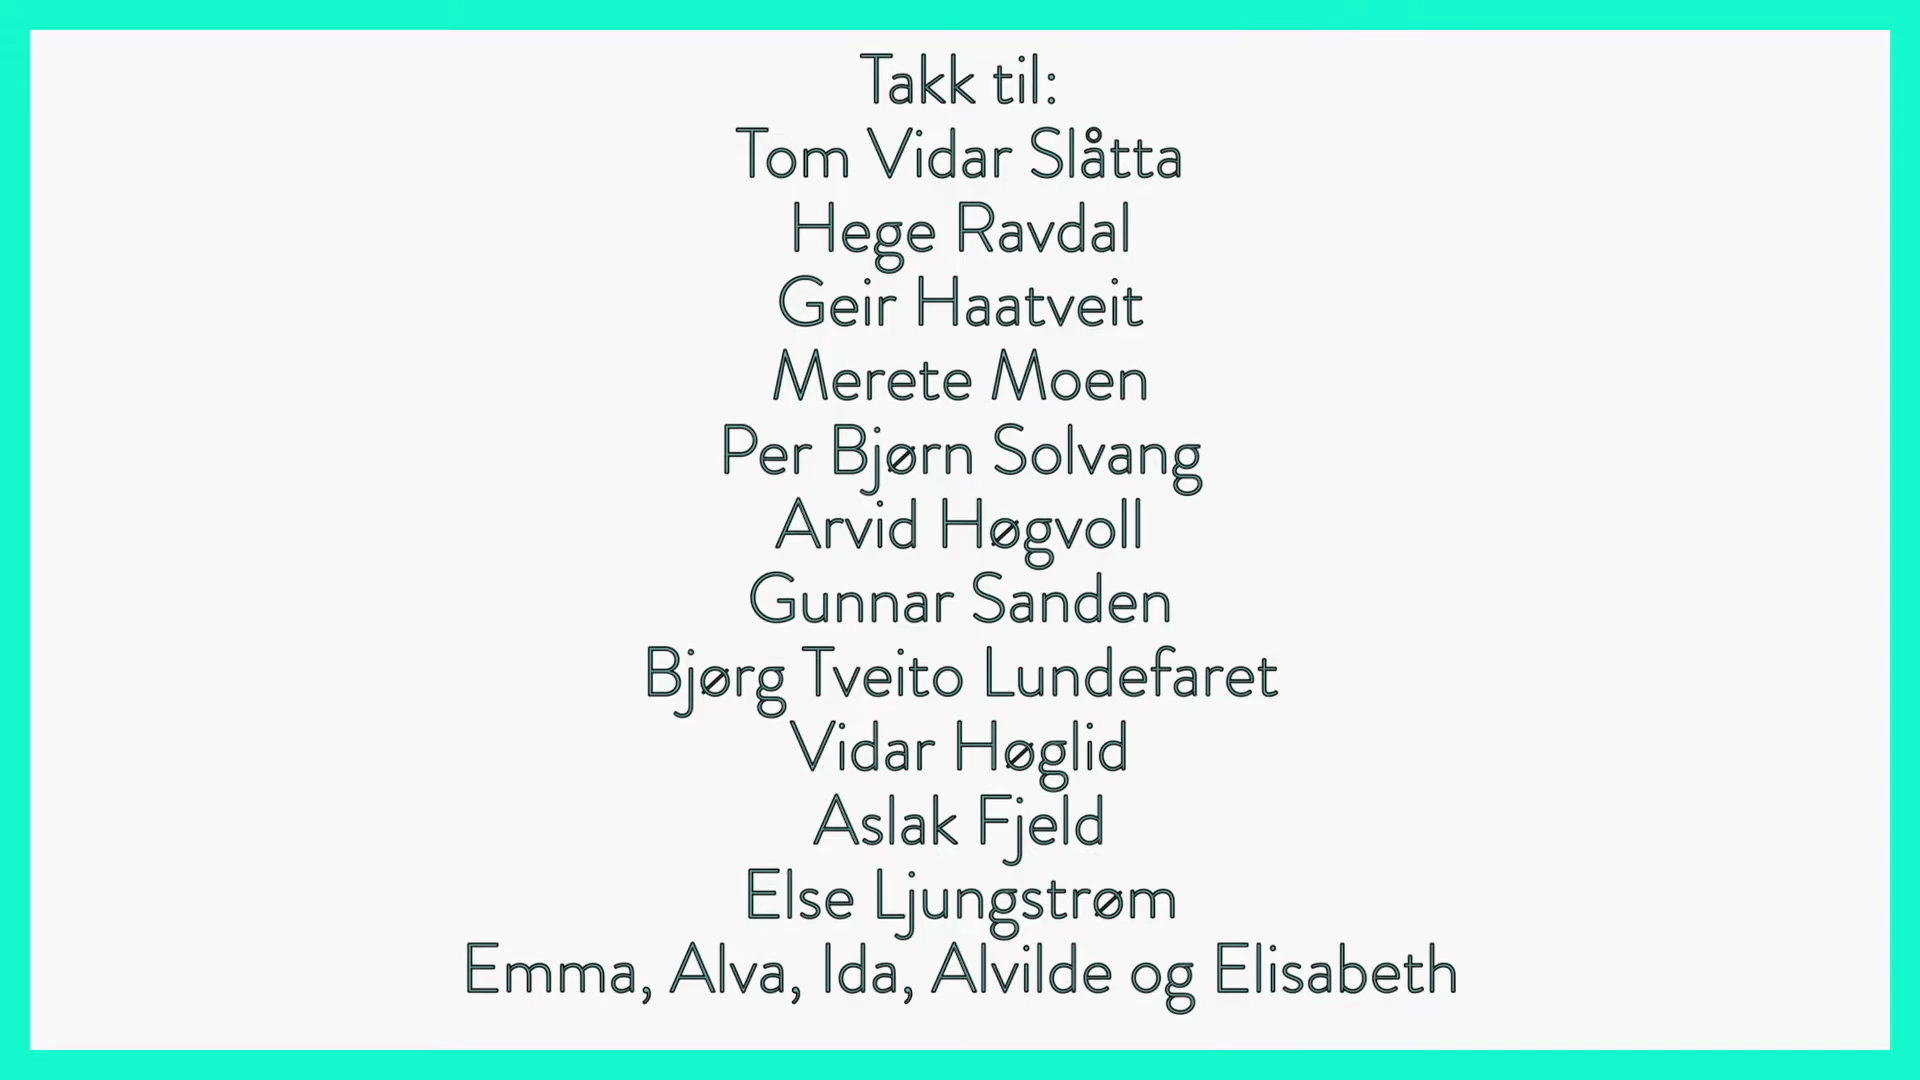 Takk til:
Tom Vidar Slåtta
Hege Ravdal
Geir Haatveit
Merete Moen
Per Bjørn Solvang
Arvid Høgvoll
Gunnar Sanden
Bjørg Tveito Lundefaret
Vidar Høglid
Aslak Fjeld
Else Ljungstrøm
Emma, Alva, Ida, Alvilde og Elisabeth